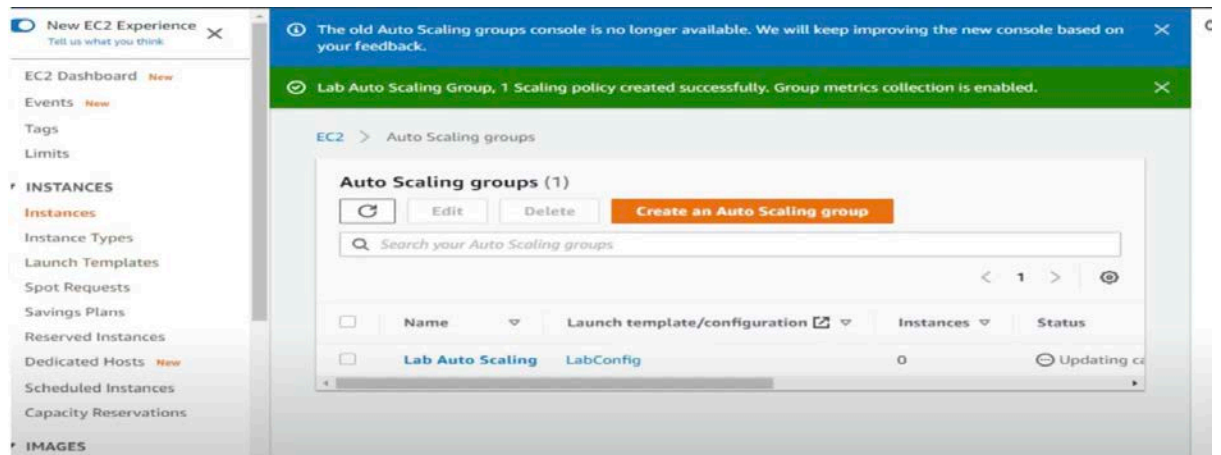 New EC2 Experience
Tell us what you think
EC2 Dashboard New
Events New
Tags
Limits
INSTANCES
Instances
Instance Types
Launch Templates
Spot Requests
Savings Plans
Reserved Instances
Dedicated Hosts New
Scheduled Instances
Capacity Reservations
IMAGES
The old Auto Scaling groups console is no longer available. We will keep improving the new console based on
your feedback.
Lab Auto Scaling Group, 1 Scaling policy created successfully. Group metrics collection is enabled.
EC2 > Auto Scaling groups
Auto Scaling groups (1)
Edit Delete Create an Auto Scaling group
Search your Auto Scaling groups
< 1 >
Name Launch template/configuration Instances Status
Lab Auto Scaling LabConfig 0 Updating ca